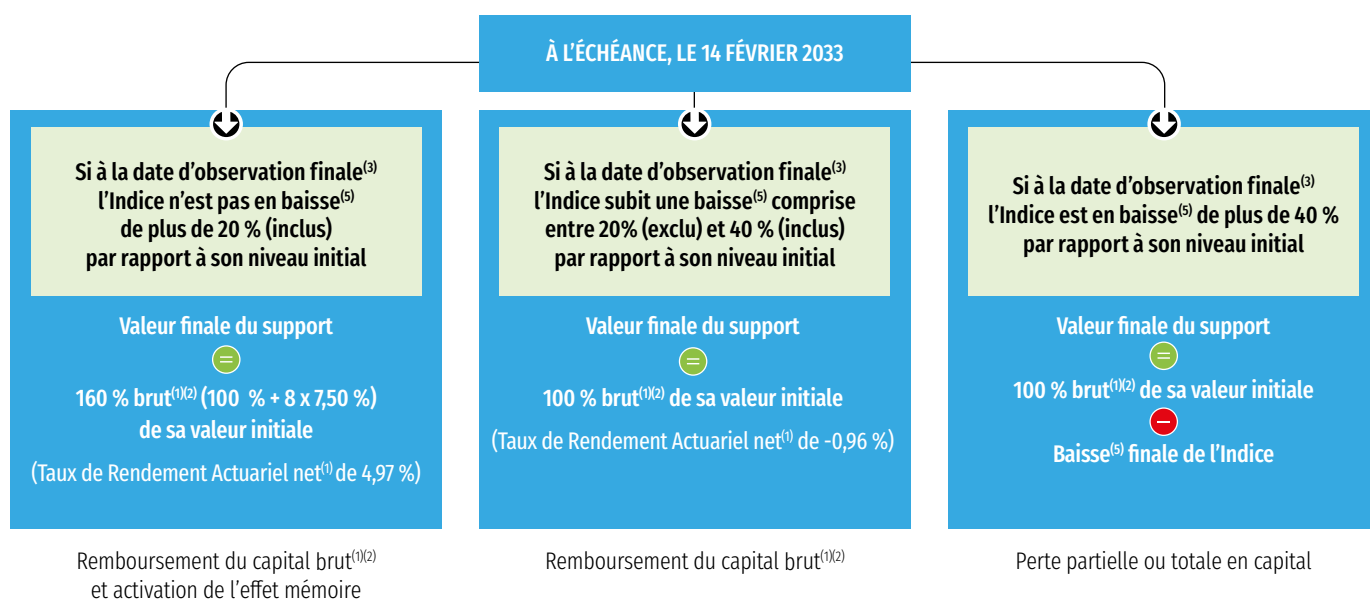 À L’ÉCHÉANCE, LE 14 FÉVRIER 2033
Si à la date d’observation finale(3)
l’Indice n’est pas en baisse(5)
de plus de 20 % (inclus)
par rapport à son niveau initial
Valeur finale du support
=
160 % brut(1)(2) (100 % + 8 x 7,50 %)
de sa valeur initiale
(Taux de Rendement Actuariel net(1) de 4,97 %)
Remboursement du capital brut(1)(2)
et activation de l’effet mémoire
Si à la date d’observation finale(3)
l’Indice subit une baisse(5) comprise
entre 20% (exclu) et 40 % (inclus)
par rapport à son niveau initial
Valeur finale du support
=
100 % brut(1)(2) de sa valeur initiale
(Taux de Rendement Actuariel net(1) de -0,96 %)
Remboursement du capital brut(1)(2)
Si à la date d’observation finale(3)
l’Indice est en baisse(5) de plus de 40 %
par rapport à son niveau initial
Valeur finale du support
=
100 % brut(1)(2) de sa valeur initiale
−
Baisse(5) finale de l’Indice
Perte partielle ou totale en capital